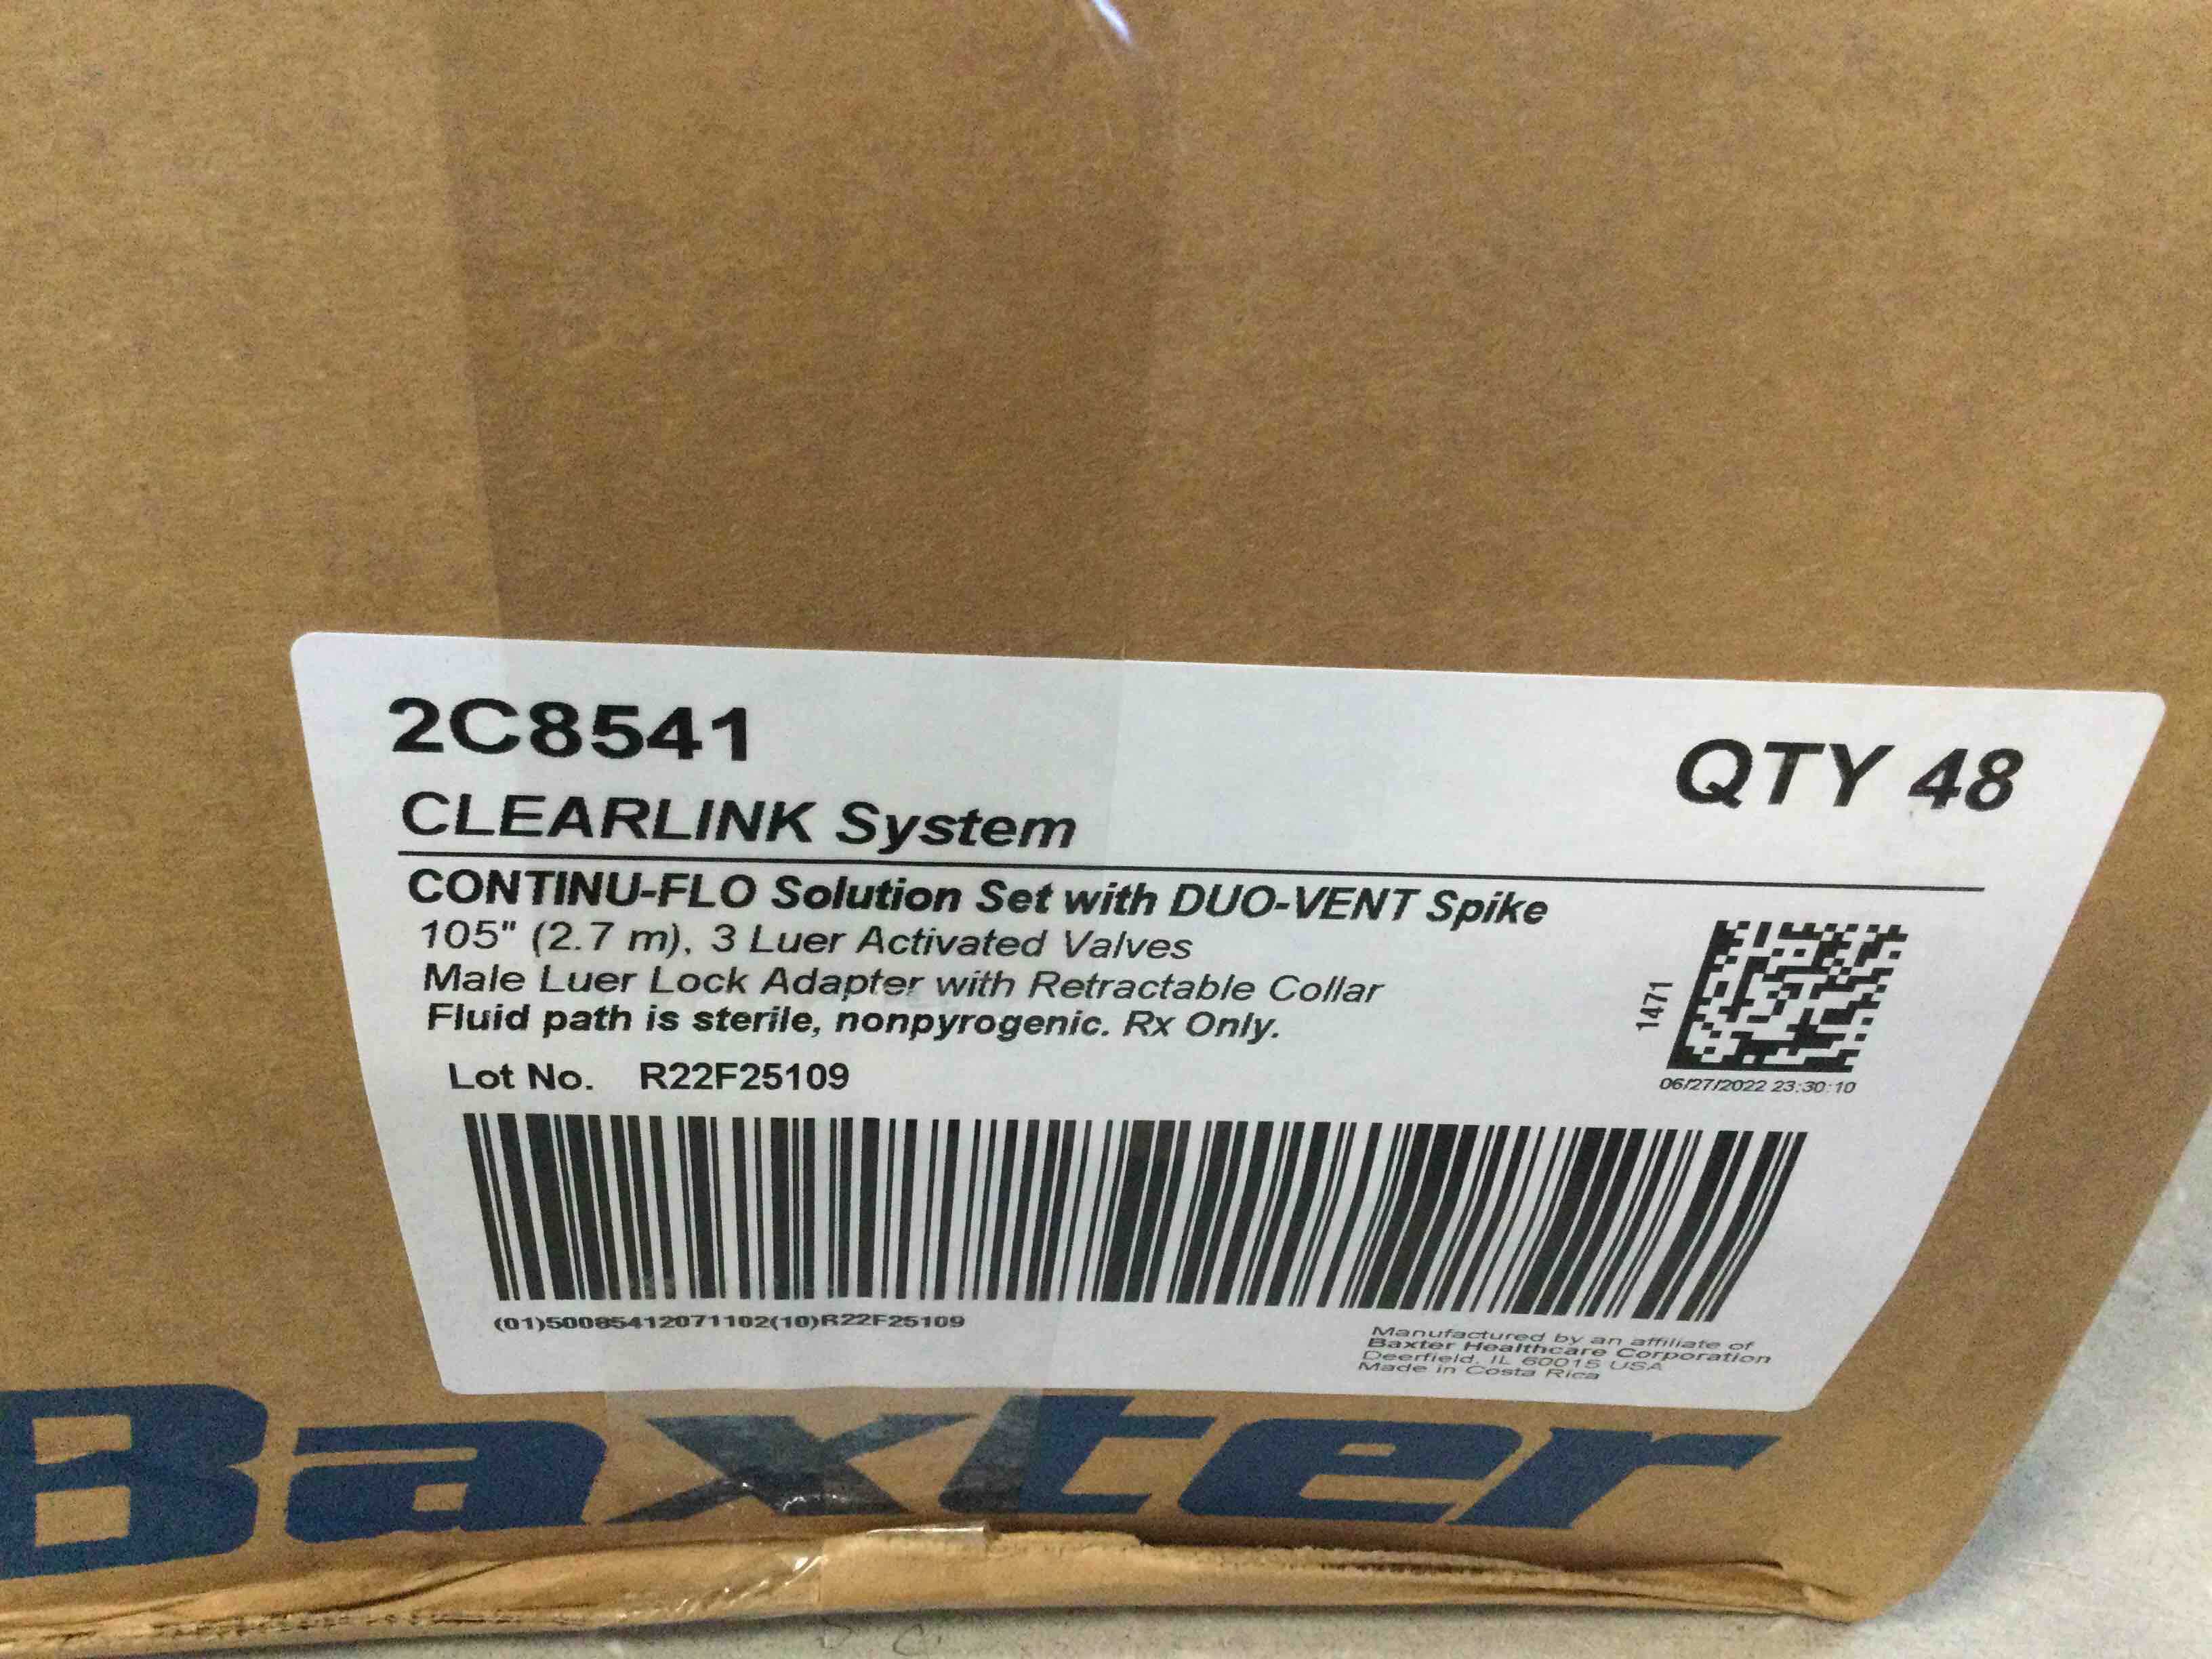 2C8541
QTY 48
CLEARLINK System
CONTINU-FLO Solution Set with DUO-VENT Spike
105" (2.7 m), 3 Luer Activated Valves
Male Luer Lock Adapter with Retractable Collar
Fluid path is sterile, nonpyrogenic. Rx Only.
1471
Lot No. R22F25109
06/27/2022 23:30:10
(01)50085412071102(10)R22F25109
Manufactured by an affiliate of
Baxter Healthcare Corporation
Deerfield, IL 60015 USA
Made in Costa Rica
Baxter